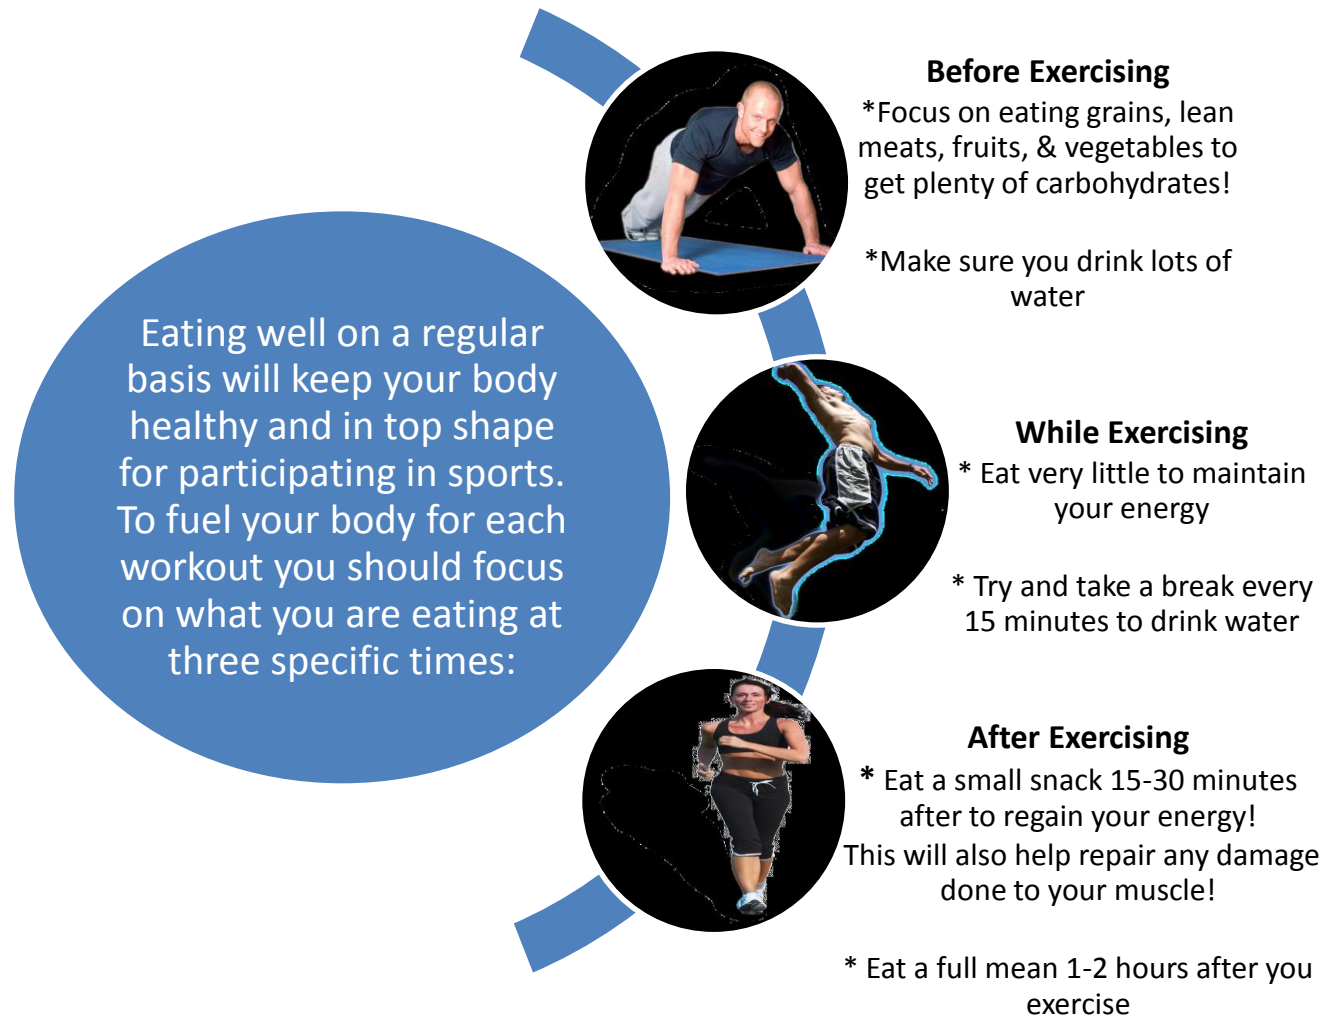 Eating well on a regular
basis will keep your body
healthy and in top shape
for participating in sports.
To fuel your body for each
workout you should focus
on what you are eating at
three specific times:
Before Exercising
*Focus on eating grains, lean
meats, fruits, & vegetables to
get plenty of carbohydrates!
*Make sure you drink lots of
water
While Exercising
* Eat very little to maintain
your energy
* Try and take a break every
15 minutes to drink water
After Exercising
* Eat a small snack 15-30 minutes
after to regain your energy!
This will also help repair any damage
done to your muscle!
* Eat a full mean 1-2 hours after you
exercise